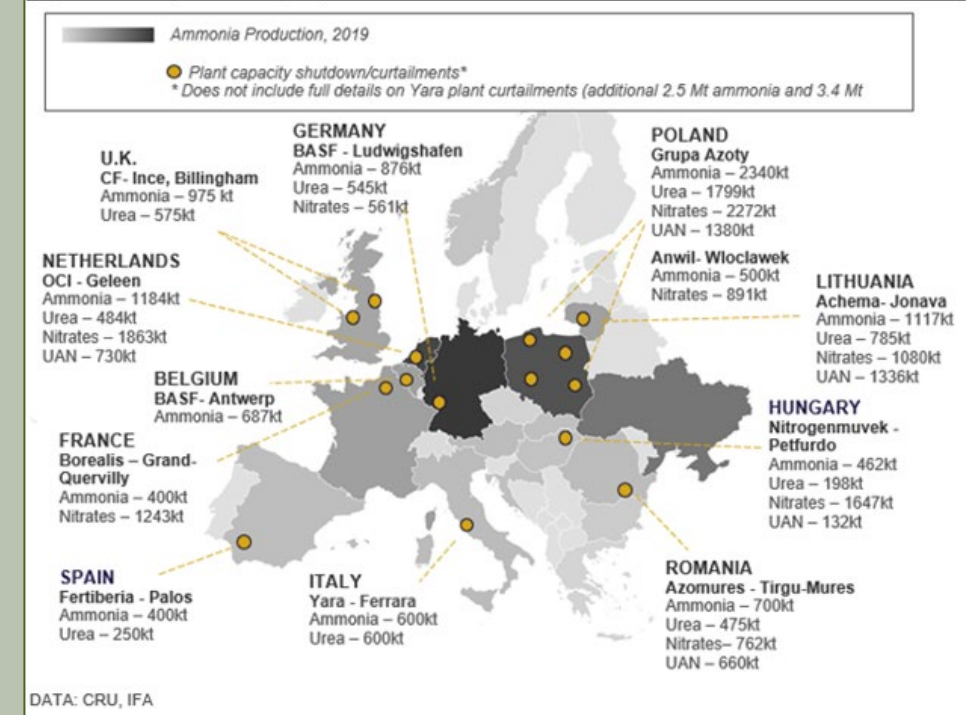 Ammonia Production, 2019
Plant capacity shutdown/curtailments*
* Does not include full details on Yara plant curtailments (additional 2.5 Mt ammonia and 3.4 Mt
GERMANY
BASF - Ludwigshafen
Ammonia – 876kt
Urea – 545kt
Nitrates – 561kt
POLAND
Grupa Azoty
Ammonia – 2340kt
Urea – 1799kt
Nitrates – 2272kt
UAN – 1380kt
Anwil- Wloclawek
Ammonia – 500kt
Nitrates – 891kt
U.K.
CF- Ince, Billingham
Ammonia – 975 kt
Urea – 575kt
NETHERLANDS
OCI - Geleen
Ammonia – 1184kt
Urea – 484kt
Nitrates – 1863kt
UAN – 730kt
LITHUANIA
Achema- Jonava
Ammonia – 1117kt
Urea – 785kt
Nitrates – 1080kt
UAN – 1336kt
BELGIUM
BASF- Antwerp
Ammonia – 687kt
HUNGARY
Nitrogenmuvek -
Petfurdo
Ammonia – 462kt
Urea – 198kt
Nitrates – 1647kt
UAN – 132kt
FRANCE
Borealis – Grand-
Quervilly
Ammonia – 400kt
Nitrates – 1243kt
SPAIN
Fertiberia - Palos
Ammonia – 400kt
Urea – 250kt
ITALY
Yara - Ferrara
Ammonia – 600kt
Urea – 600kt
ROMANIA
Azomures - Tirgu-Mures
Ammonia – 700kt
Urea – 475kt
Nitrates– 762kt
UAN – 660kt
DATA: CRU, IFA